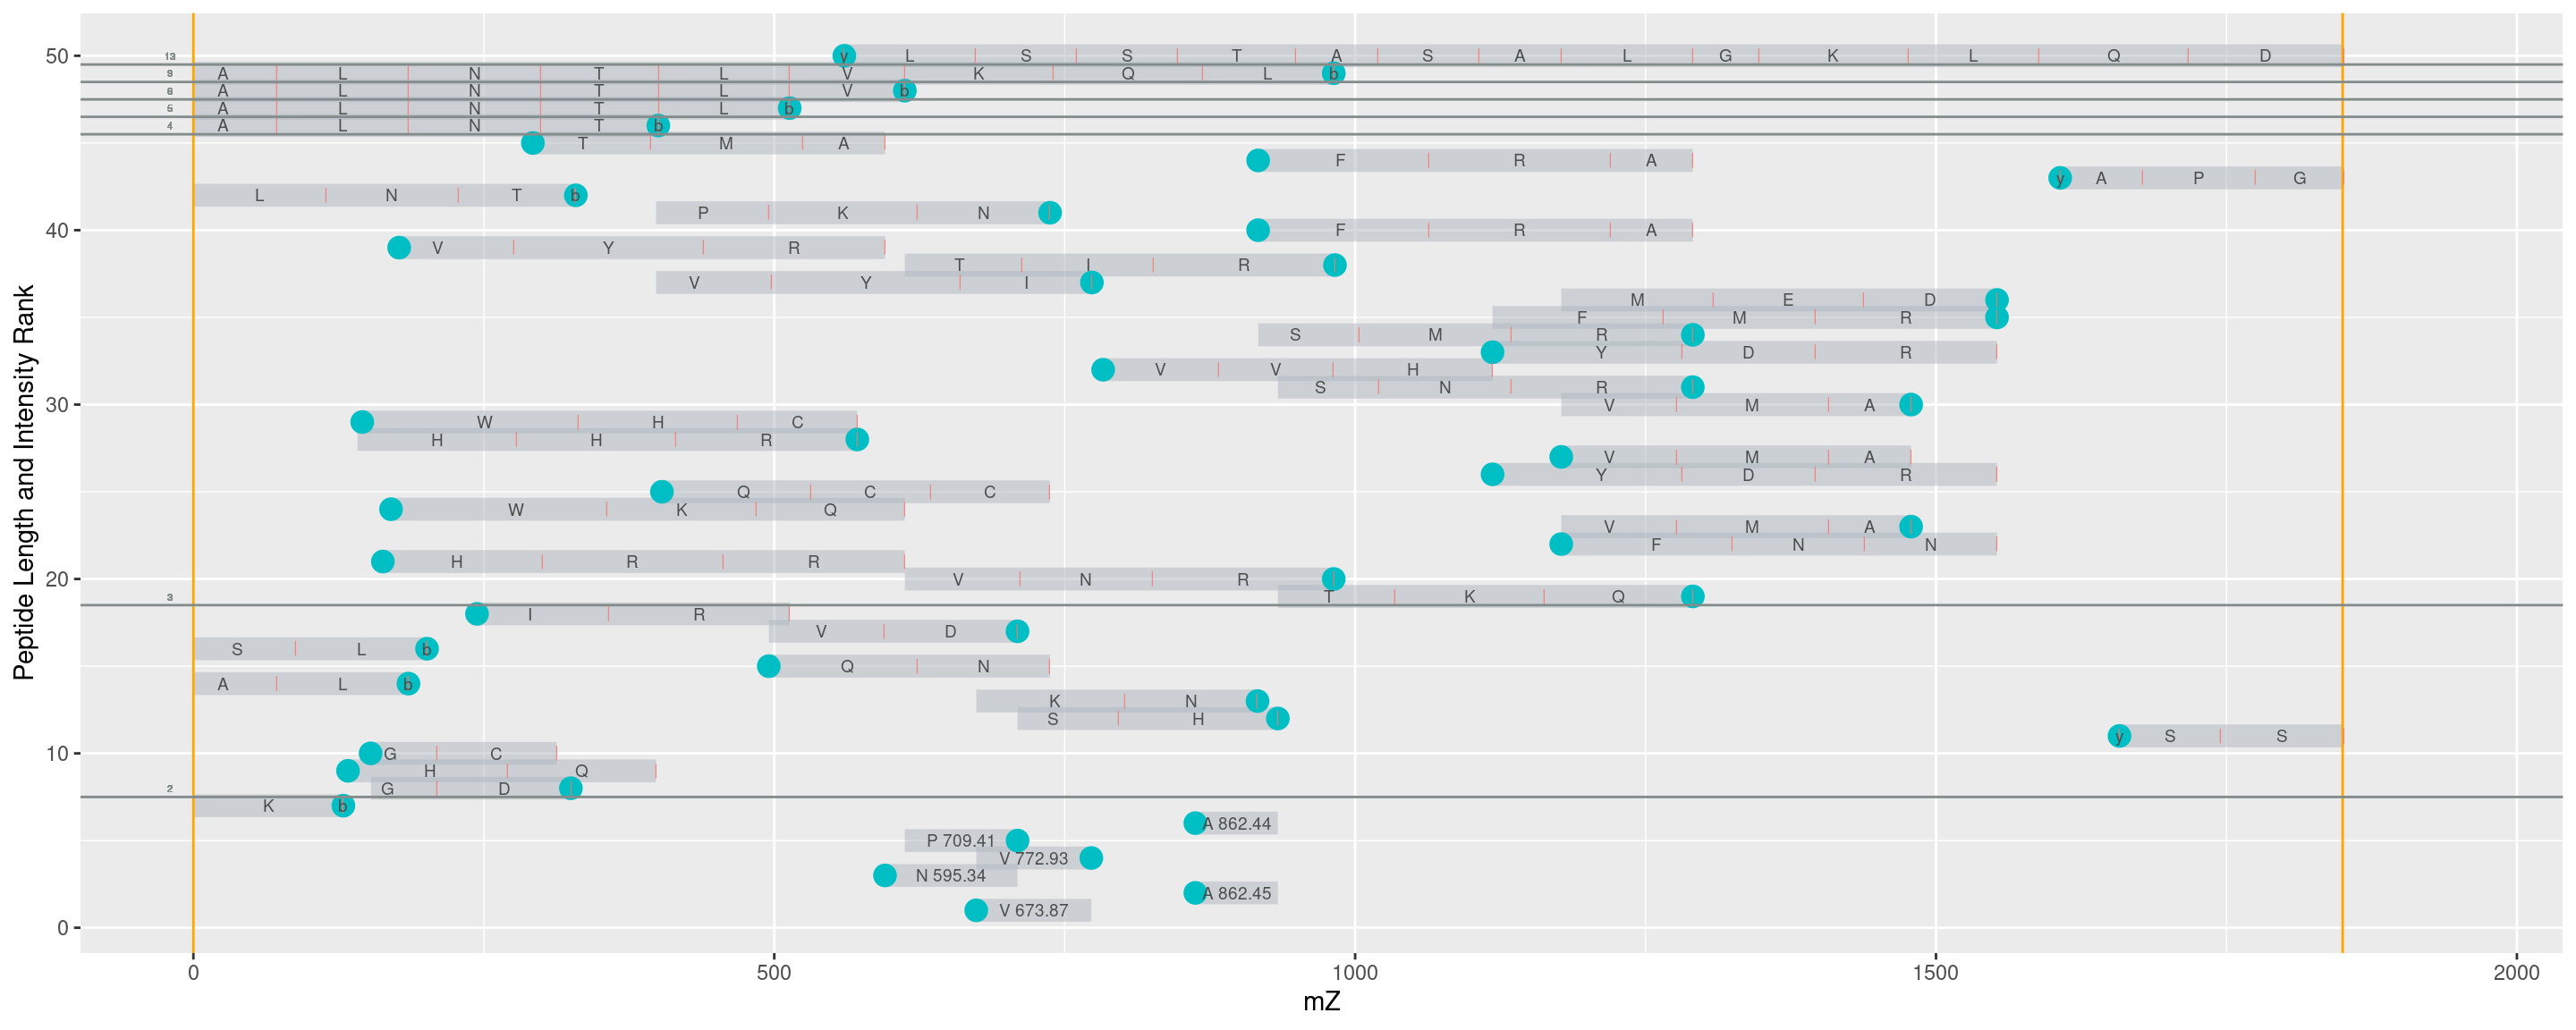 Peptide Length and Intensity Rank
50
13
y L S S T A S A L G K L Q D
9
A L N T L V K Q L b
6
A L N T L V b
5
A L N T L b
4
A L N T b
T M A
F R A
y A P G
L N T b
P K N
40
F R A
V Y R
T I R
V Y I
M E D
F M R
S M R
Y D R
V V H
S N R
30
V M A
W H C
H H R
V M A
Y D R
Q C C
W K Q
V M A
F N N
H R R
20
V N R
3
T K Q
I R
V D
S L b
Q N
A L b
K N
S H
y S S
10
G C
H Q
2
G D
K b
A 862.44
P 709.41
V 772.93
N 595.34
A 862.45
V 673.87
0
0 500 1000 1500 2000
mZ